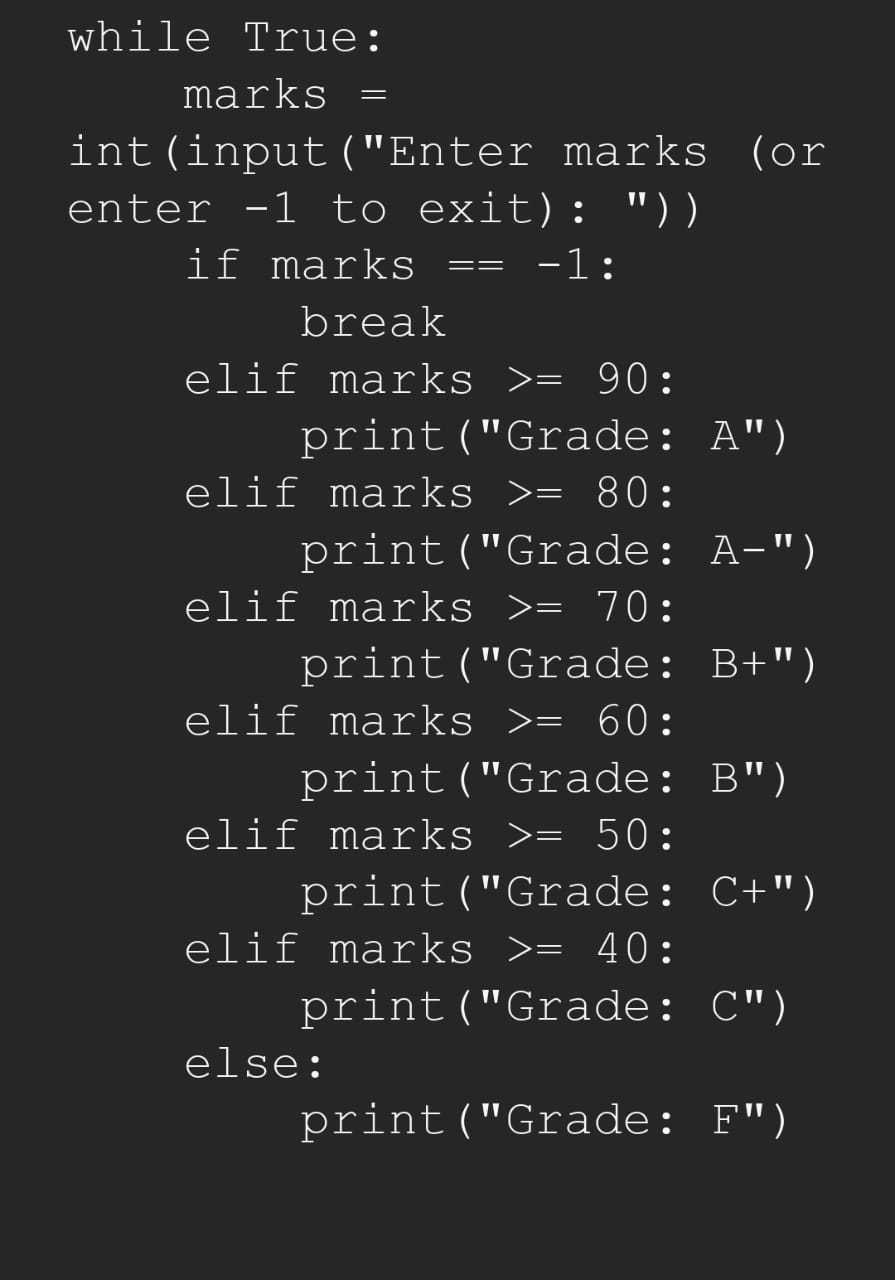 while True:
    marks =
int(input("Enter marks (or
enter -1 to exit): "))
    if marks == -1:
        break
    elif marks >= 90:
        print("Grade: A")
    elif marks >= 80:
        print("Grade: A-")
    elif marks >= 70:
        print("Grade: B+")
    elif marks >= 60:
        print("Grade: B")
    elif marks >= 50:
        print("Grade: C+")
    elif marks >= 40:
        print("Grade: C")
    else:
        print("Grade: F")